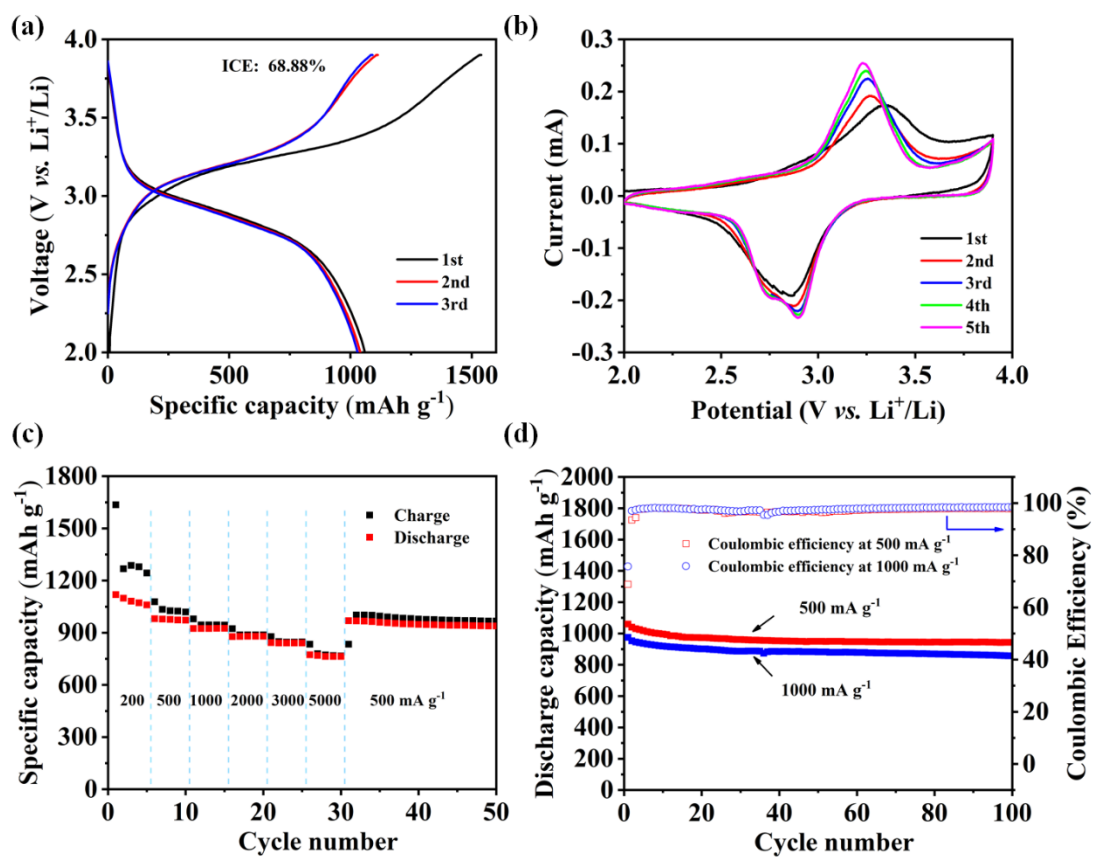 (a)
4.0
3.5
3.0
2.5
2.0
Voltage (V vs. Li⁺/Li)
ICE: 68.88%
1st
2nd
3rd
0 500 1000 1500
Specific capacity (mAh g⁻¹)
(b)
0.3
0.2
0.1
0.0
-0.1
-0.2
-0.3
Current (mA)
1st
2nd
3rd
4th
5th
2.0 2.5 3.0 3.5 4.0
Potential (V vs. Li⁺/Li)
(c)
1800
1500
1200
900
600
300
0
Specific capacity (mAh g⁻¹)
Charge
Discharge
200 500 1000 2000 3000 5000 500 mA g⁻¹
0 10 20 30 40 50
Cycle number
(d)
2000
1800
1600
1400
1200
1000
800
600
400
200
0
Discharge capacity (mAh g⁻¹)
Coulombic efficiency at 500 mA g⁻¹
Coulombic efficiency at 1000 mA g⁻¹
500 mA g⁻¹
1000 mA g⁻¹
100
80
60
40
20
0
Coulombic Efficiency (%)
0 20 40 60 80 100
Cycle number